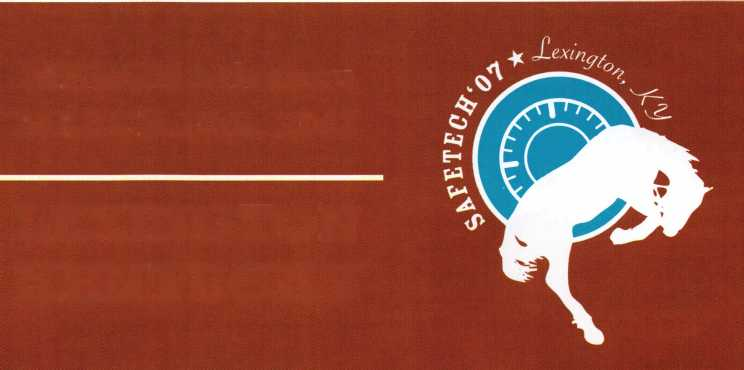 SAFETECH '07 ★ Lexington, KY